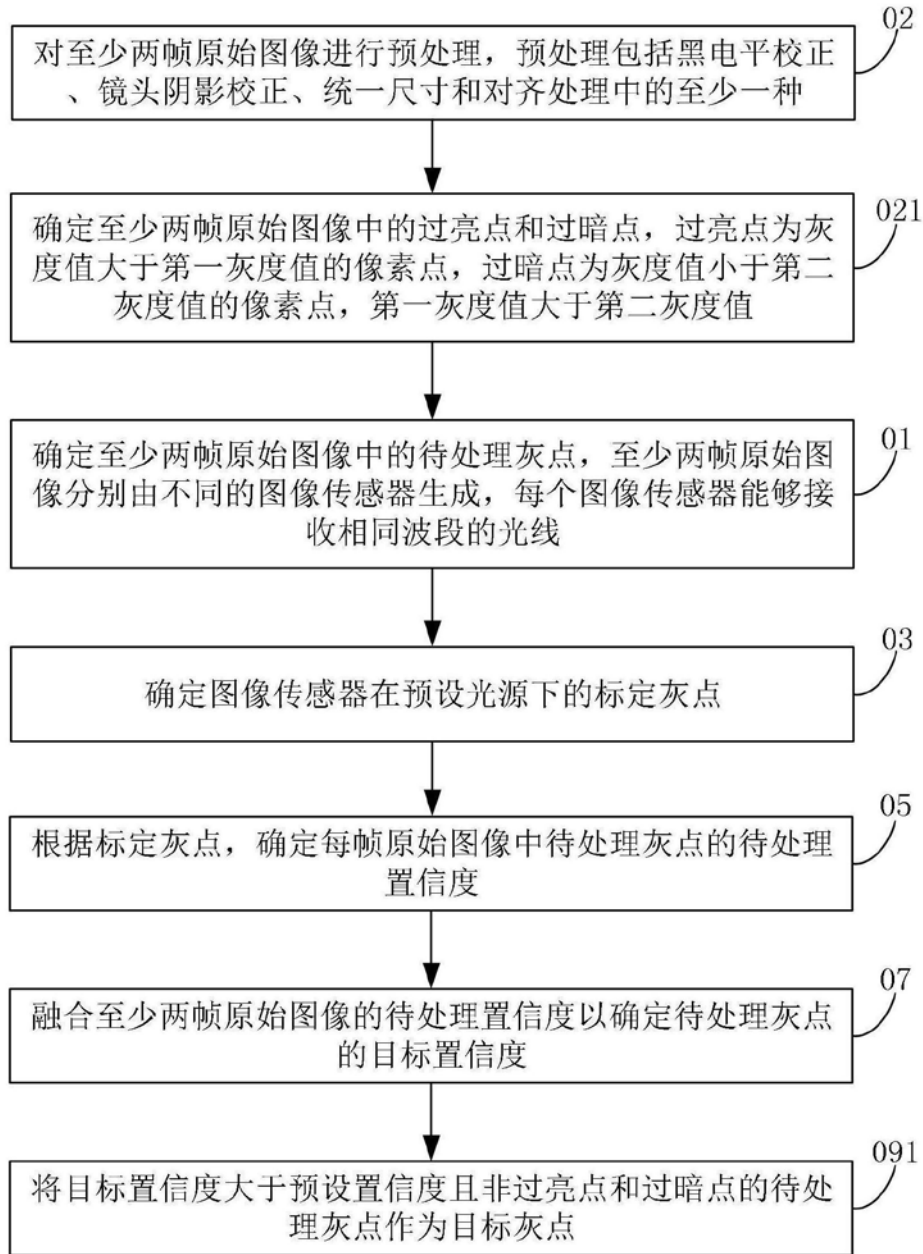 02
对至少两帧原始图像进行预处理，预处理包括黑电平校正
、镜头阴影校正、统一尺寸和对齐处理中的至少一种
021
确定至少两帧原始图像中的过亮点和过暗点，过亮点为灰
度值大于第一灰度值的像素点，过暗点为灰度值小于第二
灰度值的像素点，第一灰度值大于第二灰度值
01
确定至少两帧原始图像中的待处理灰点，至少两帧原始图
像分别由不同的图像传感器生成，每个图像传感器能够接
收相同波段的光线
03
确定图像传感器在预设光源下的标定灰点
05
根据标定灰点，确定每帧原始图像中待处理灰点的待处理
置信度
07
融合至少两帧原始图像的待处理置信度以确定待处理灰点
的目标置信度
091
将目标置信度大于预设置信度且非过亮点和过暗点的待处
理灰点作为目标灰点